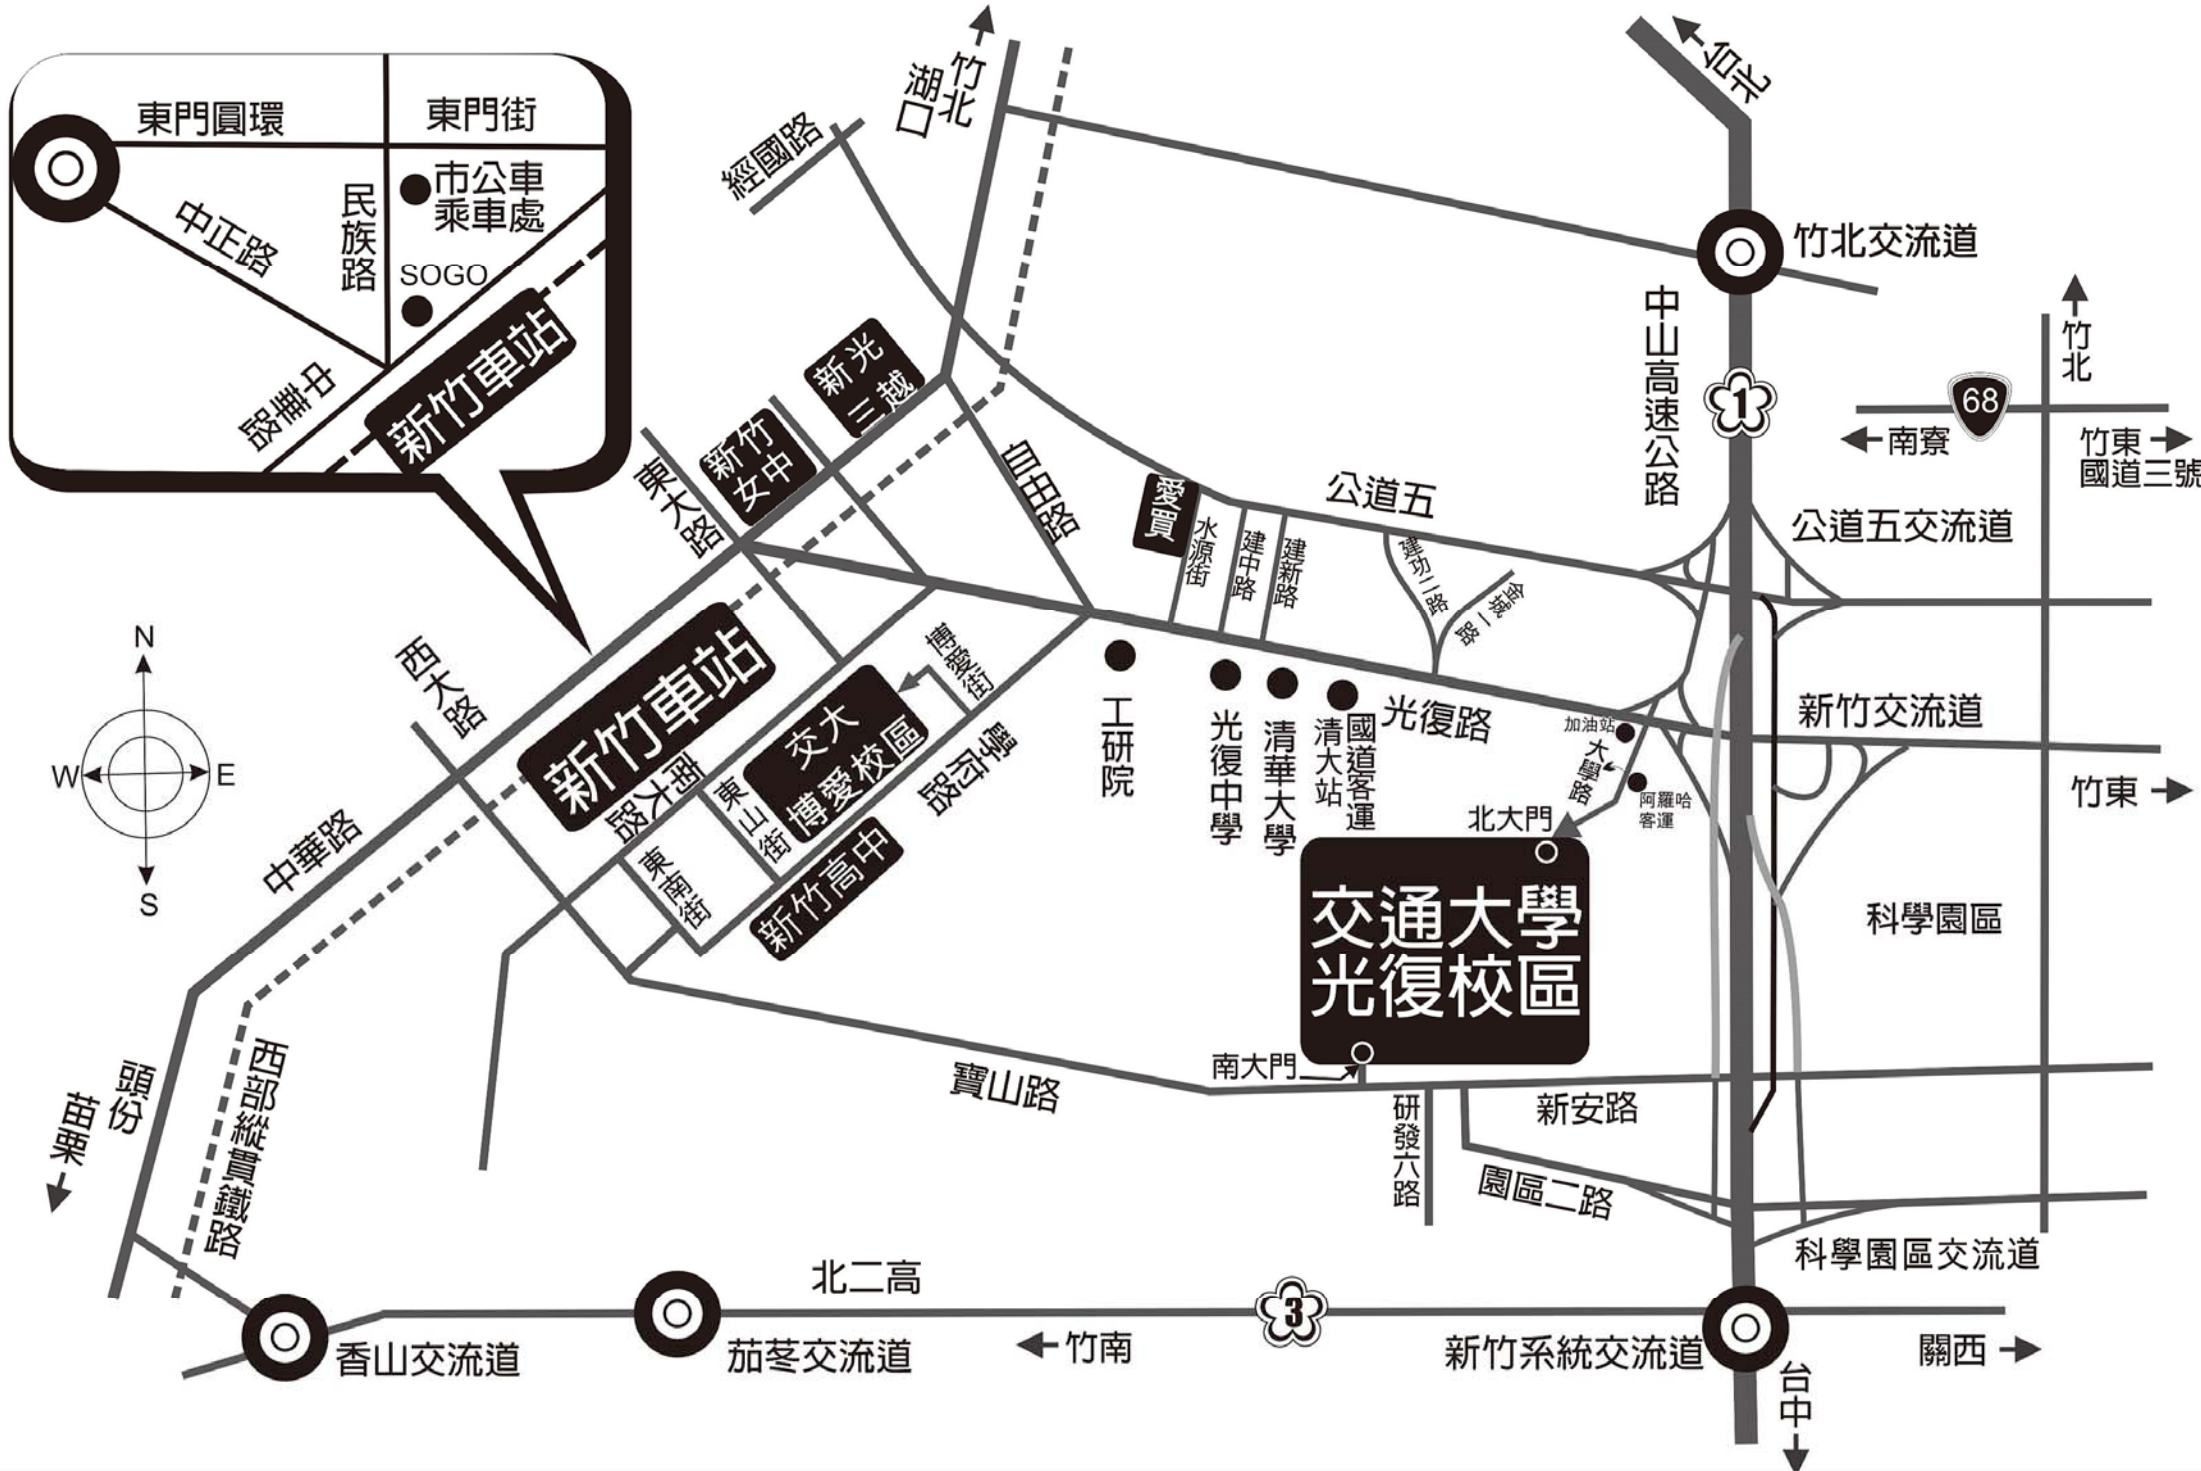 東門圓環
東門街
市公車
乘車處
民族路
中正路
SOGO
中華路
新竹車站
竹北
湖口
經國路
台北
竹北交流道
中山高速公路
1
竹北
68
南寮
竹東
國道三號
新光
三越
新竹
女中
東大路
自由路
愛買
水源街
建中路
建新路
公道五
建功二路
金城一路
公道五交流道
N
W
E
S
西大路
新竹車站
南大路
博愛街
交大
博愛校區
學府路
東山街
東南街
新竹高中
中華路
工研院
光復中學
清華大學
國道客運
清大站
光復路
加油站
大學路
阿羅哈
客運
北大門
新竹交流道
竹東
交通大學
光復校區
科學園區
南大門
寶山路
研發六路
新安路
園區二路
科學園區交流道
頭份
苗栗
西部縱貫鐵路
北二高
3
香山交流道
茄苳交流道
竹南
新竹系統交流道
關西
台中